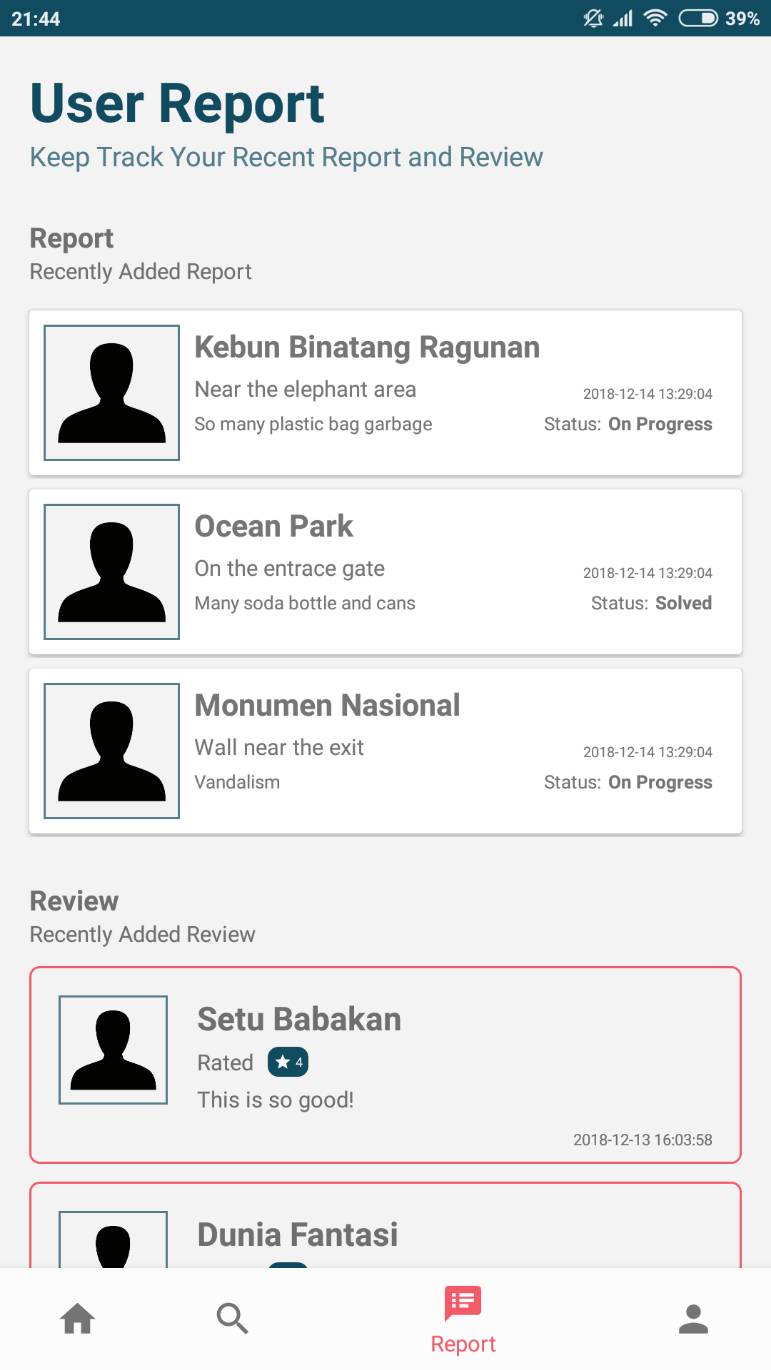 21:44
39%
User Report
Keep Track Your Recent Report and Review
Report
Recently Added Report
Kebun Binatang Ragunan
Near the elephant area
2018-12-14 13:29:04
So many plastic bag garbage
Status: On Progress
Ocean Park
On the entrace gate
2018-12-14 13:29:04
Many soda bottle and cans
Status: Solved
Monumen Nasional
Wall near the exit
2018-12-14 13:29:04
Vandalism
Status: On Progress
Review
Recently Added Review
Setu Babakan
Rated 4
This is so good!
2018-12-13 16:03:58
Dunia Fantasi
Report